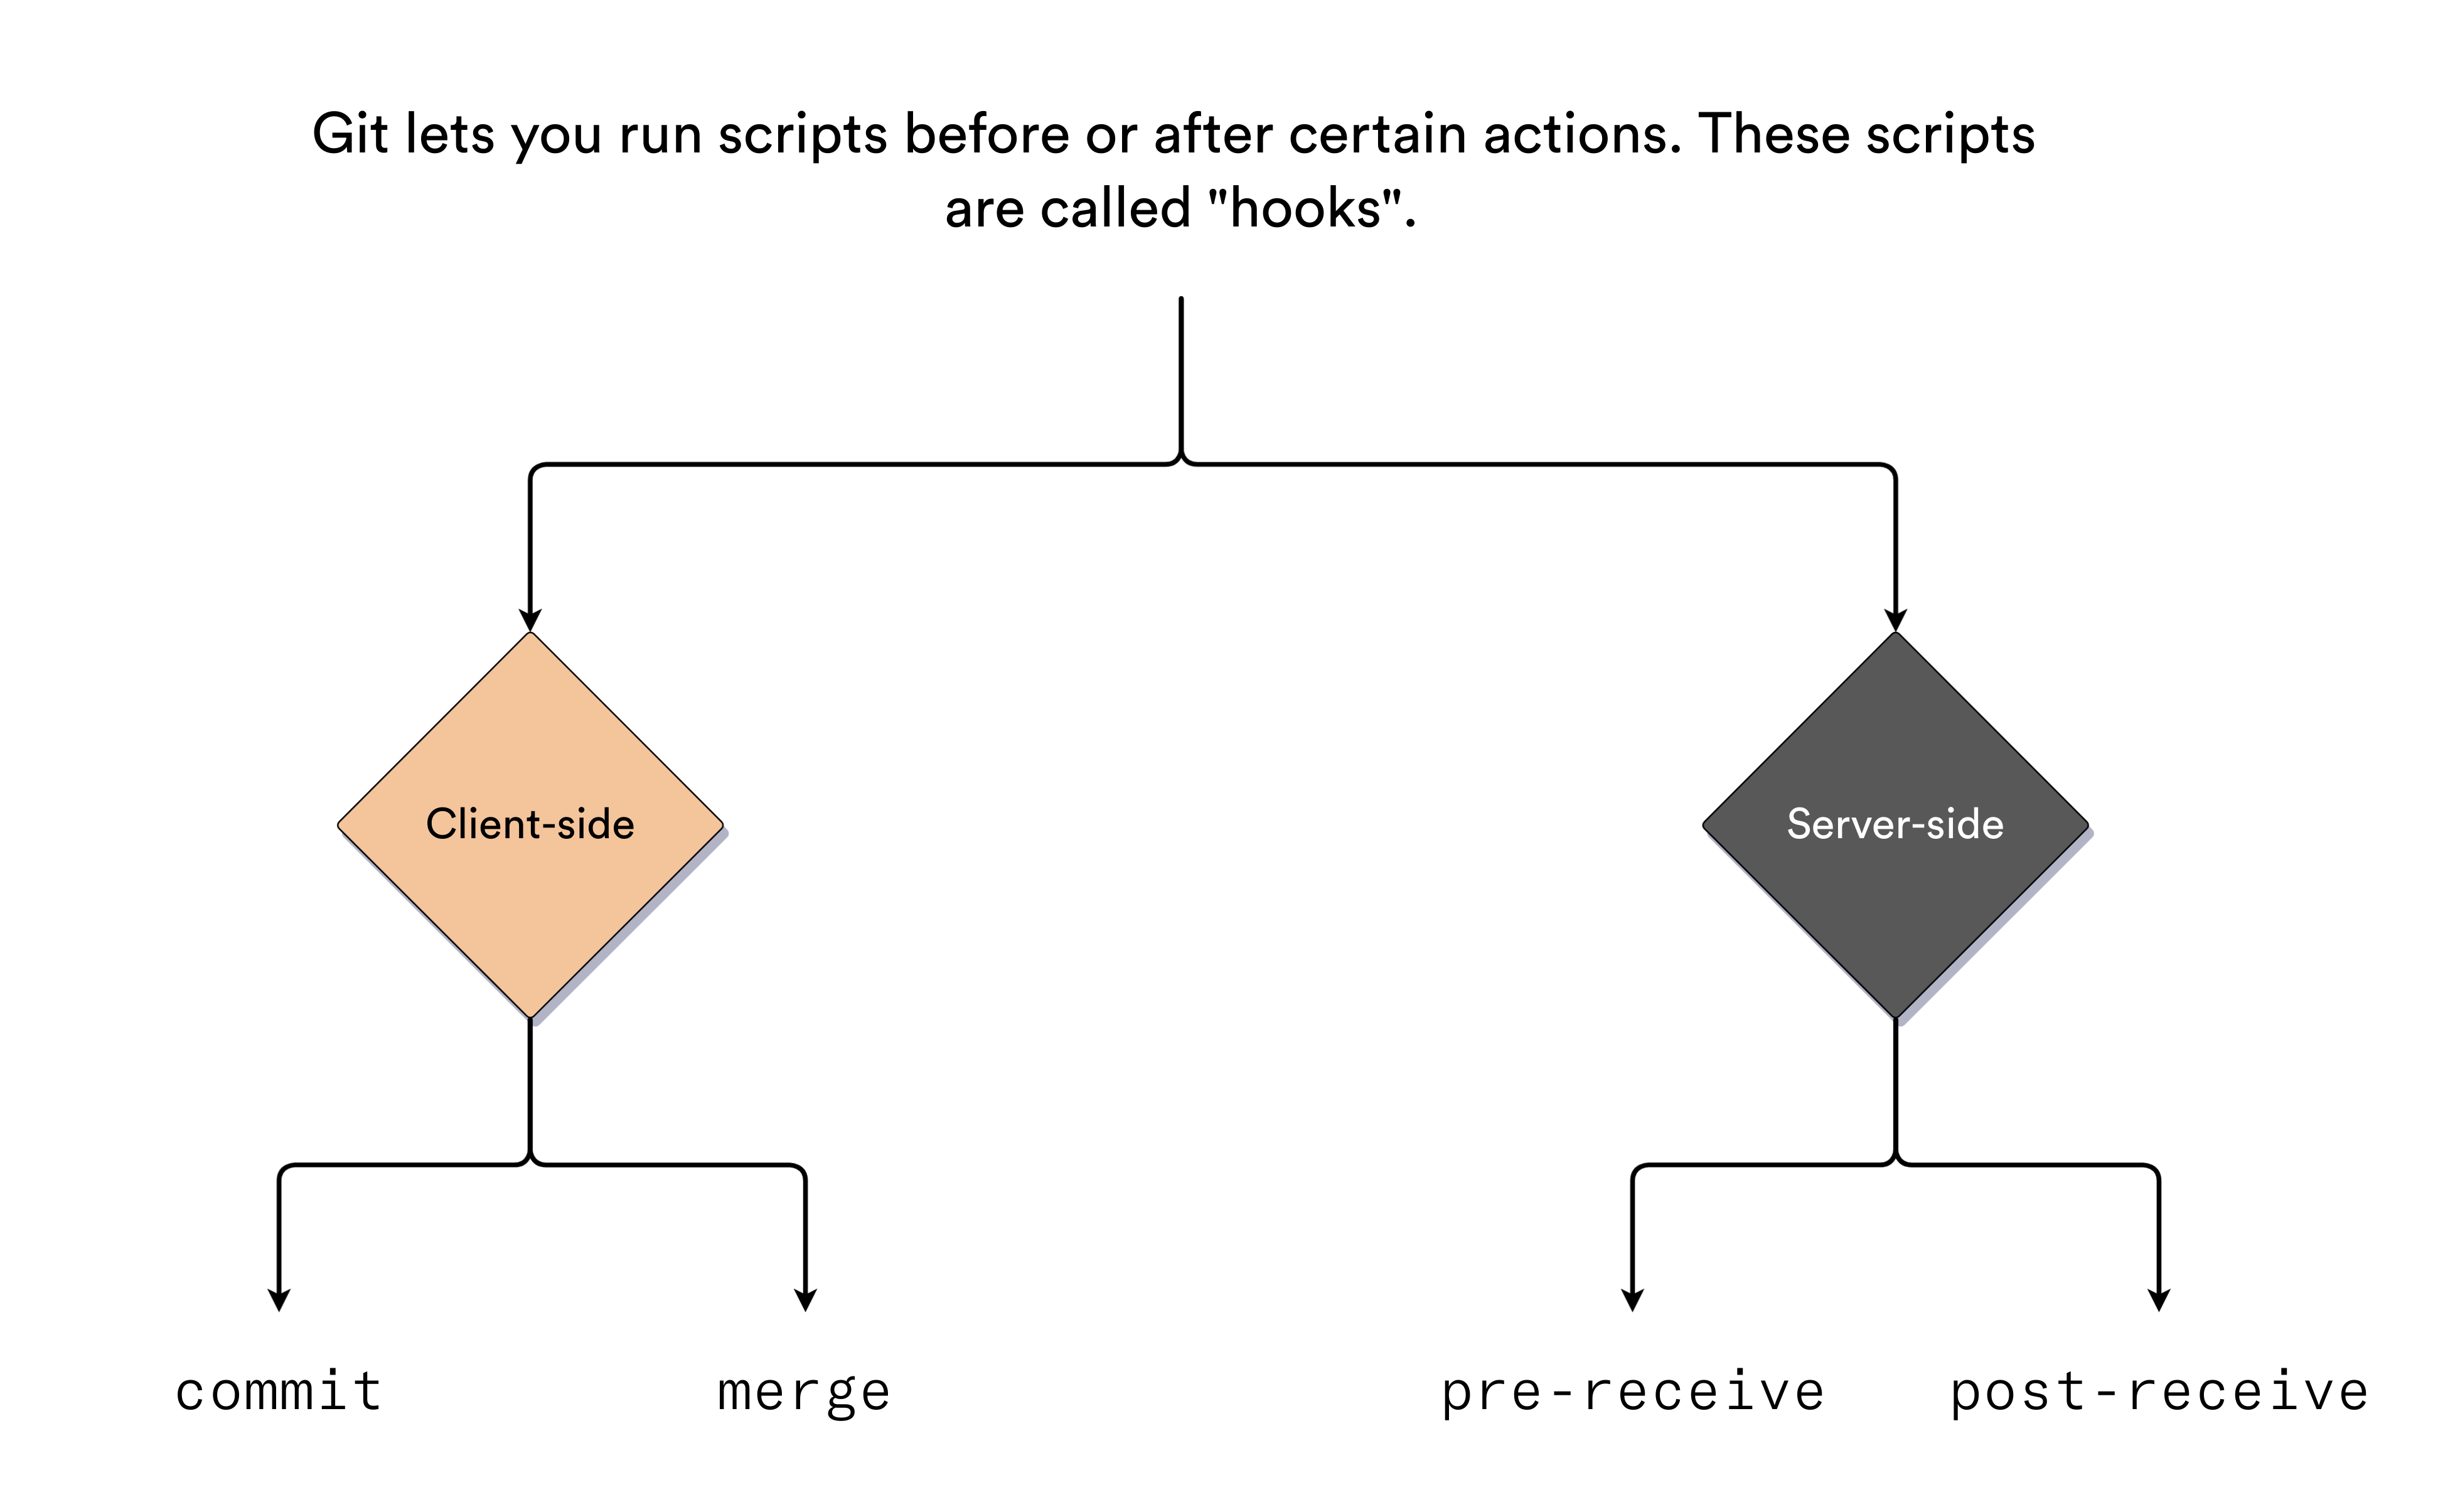 Git lets you run scripts before or after certain actions. These scripts
are called "hooks".
Client-side
Server-side
commit
merge
pre-receive
post-receive